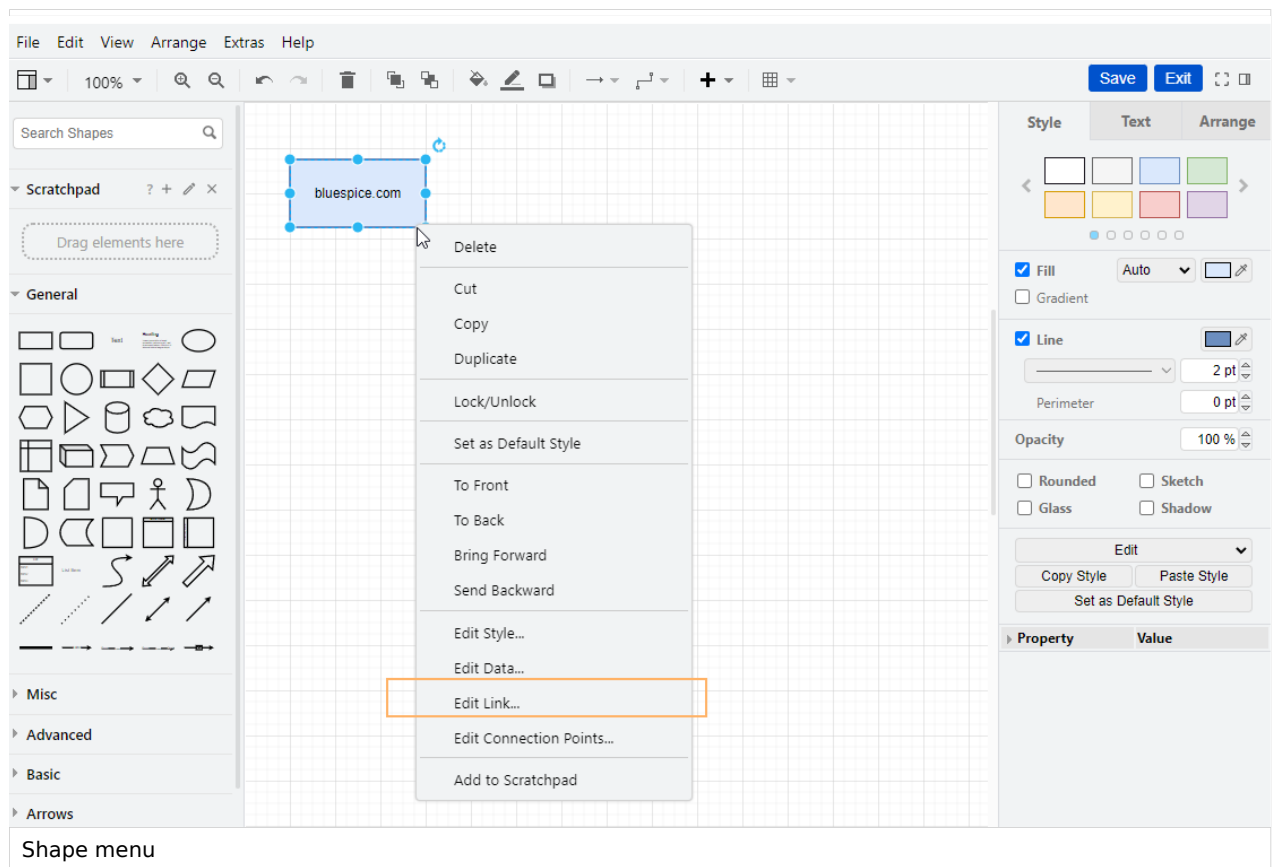 File Edit View Arrange Extras Help
100%
Save Exit
Search Shapes
Scratchpad ?
Drag elements here
General
Text
Heading
Misc
Advanced
Basic
Arrows
bluespice.com
Delete
Cut
Copy
Duplicate
Lock/Unlock
Set as Default Style
To Front
To Back
Bring Forward
Send Backward
Edit Style...
Edit Data...
Edit Link...
Edit Connection Points...
Add to Scratchpad
Style Text Arrange
Fill Auto
Gradient
Line
2 pt
Perimeter 0 pt
Opacity 100 %
Rounded Sketch
Glass Shadow
Edit
Copy Style Paste Style
Set as Default Style
Property Value
Shape menu